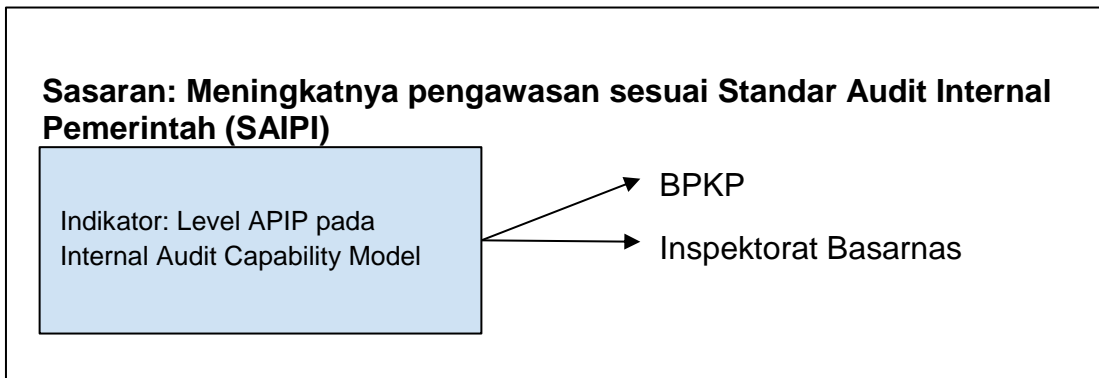 Sasaran: Meningkatnya pengawasan sesuai Standar Audit Internal
Pemerintah (SAIPI)
Indikator: Level APIP pada
Internal Audit Capability Model
BPKP
Inspektorat Basarnas